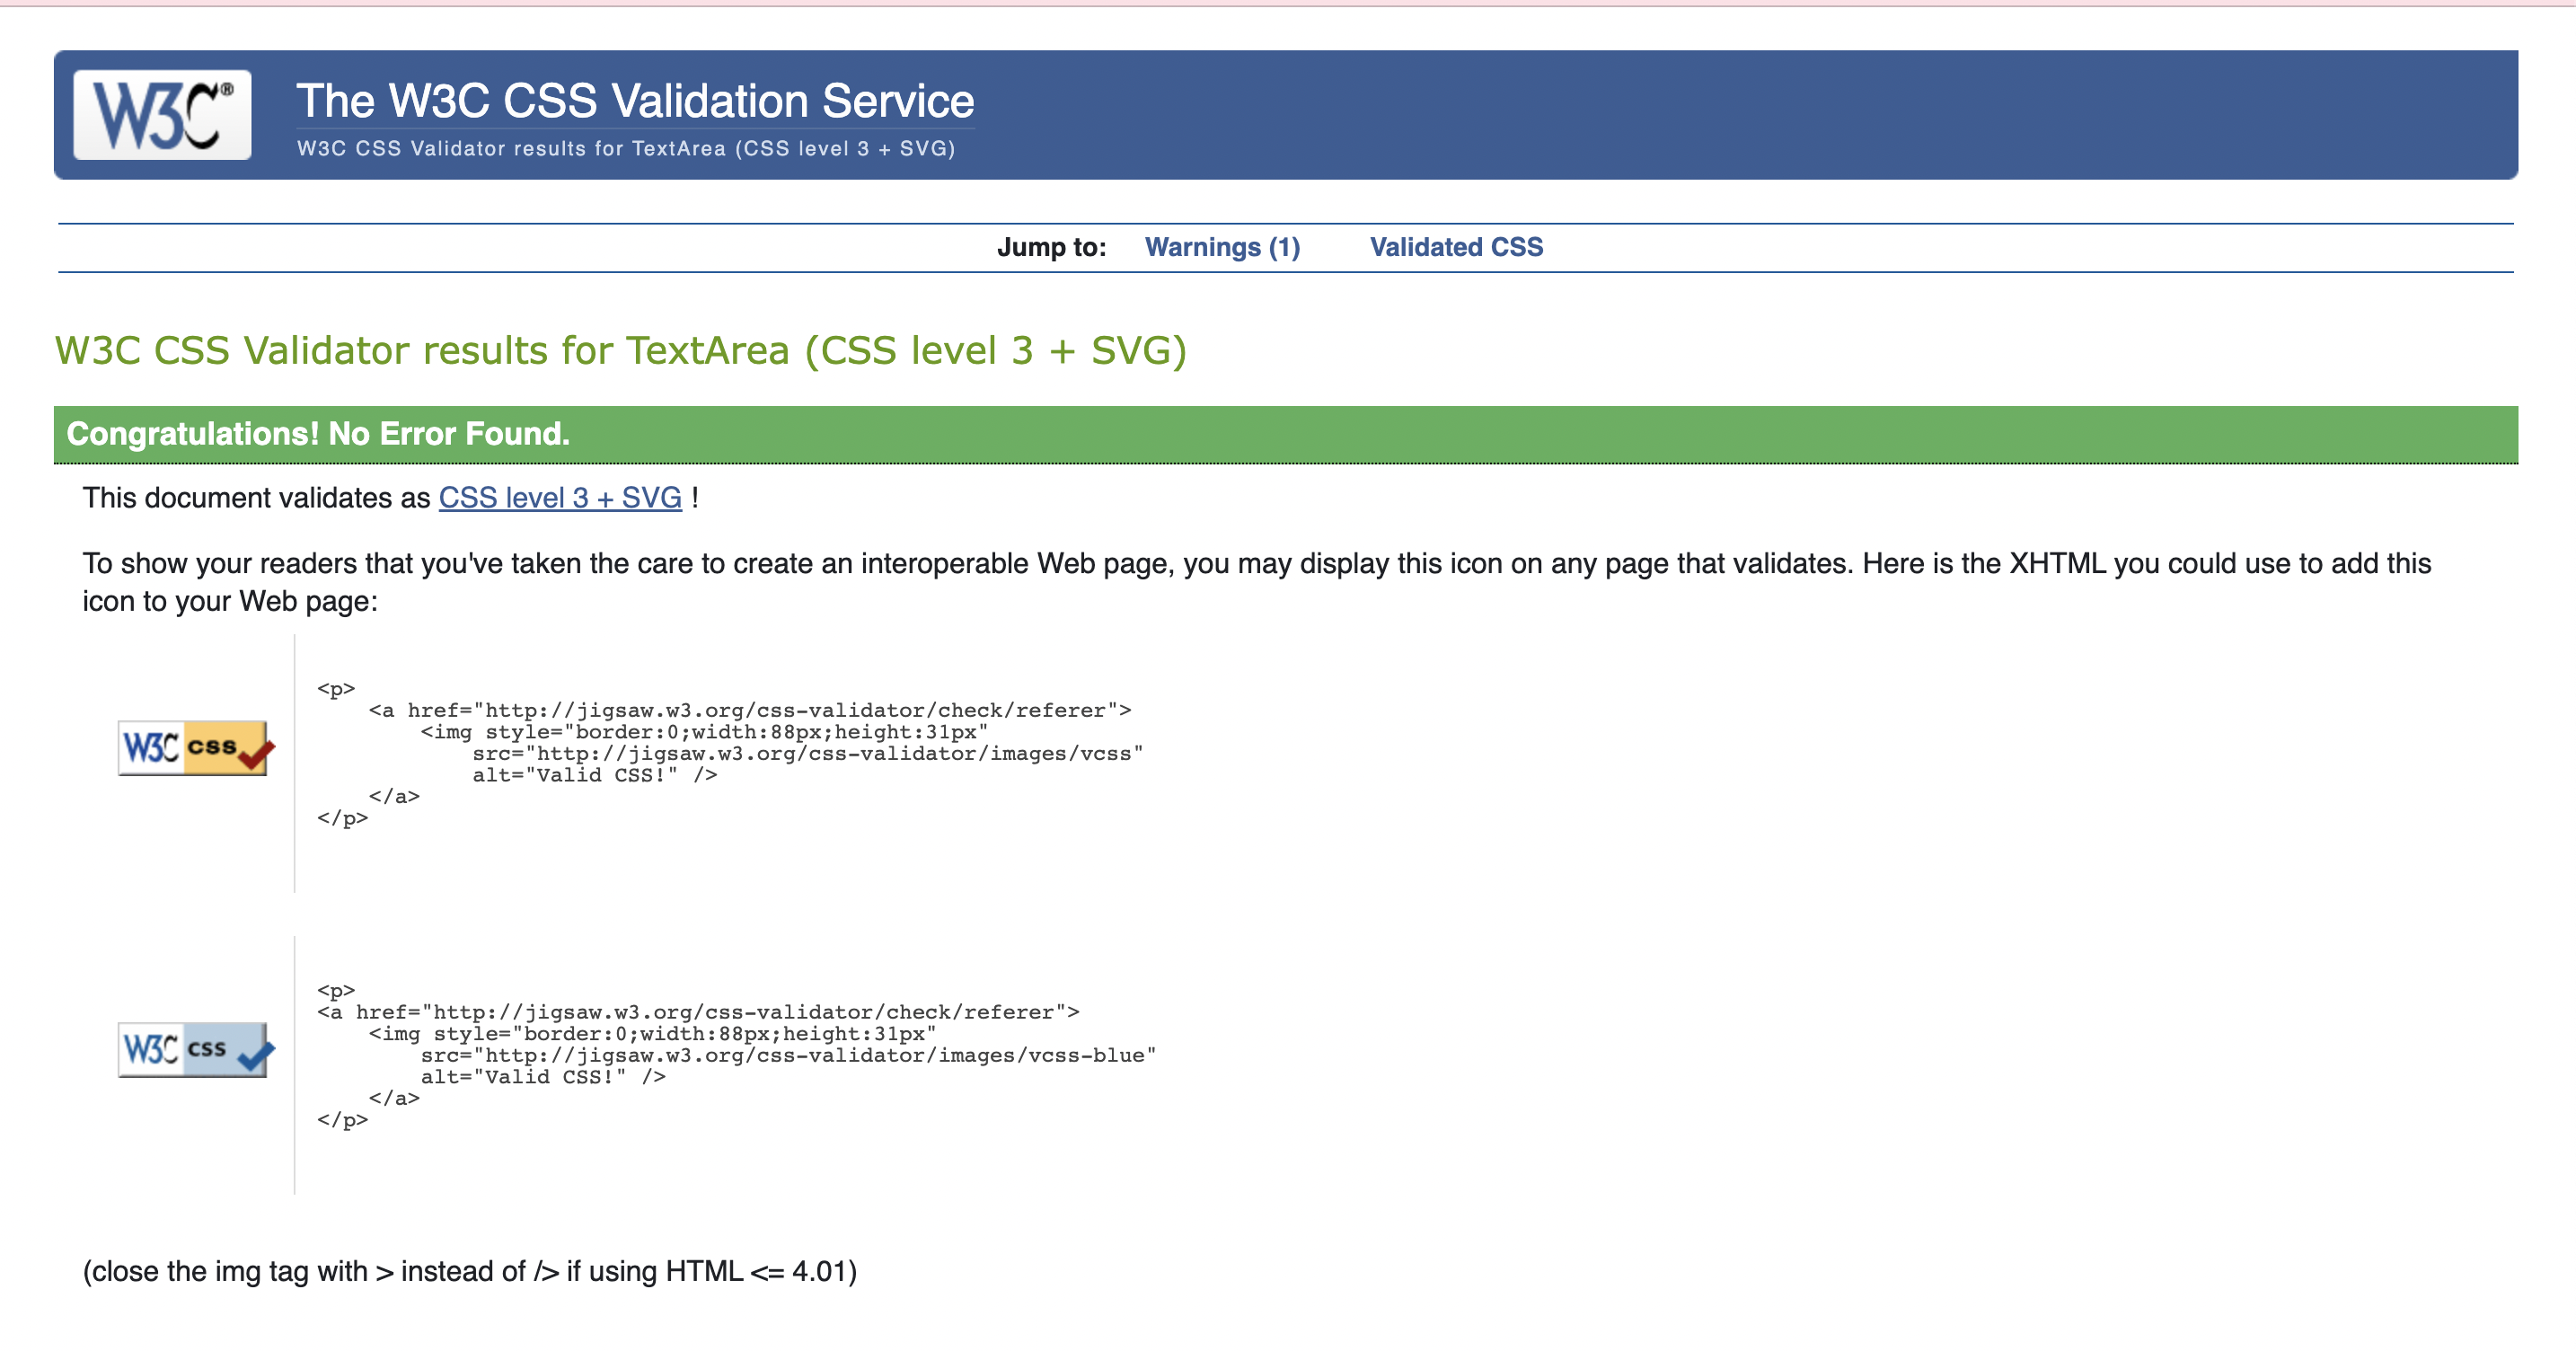 W3C®
The W3C CSS Validation Service
W3C CSS Validator results for TextArea (CSS level 3 + SVG)
Jump to: Warnings (1) Validated CSS
W3C CSS Validator results for TextArea (CSS level 3 + SVG)
Congratulations! No Error Found.
This document validates as CSS level 3 + SVG !
To show your readers that you've taken the care to create an interoperable Web page, you may display this icon on any page that validates. Here is the XHTML you could use to add this
icon to your Web page:
W3C css
<p>
    <a href="http://jigsaw.w3.org/css-validator/check/referer">
        <img style="border:0;width:88px;height:31px"
            src="http://jigsaw.w3.org/css-validator/images/vcss"
            alt="Valid CSS!" />
    </a>
</p>
W3C css
<p>
<a href="http://jigsaw.w3.org/css-validator/check/referer">
    <img style="border:0;width:88px;height:31px"
        src="http://jigsaw.w3.org/css-validator/images/vcss-blue"
        alt="Valid CSS!" />
    </a>
</p>
(close the img tag with > instead of /> if using HTML <= 4.01)